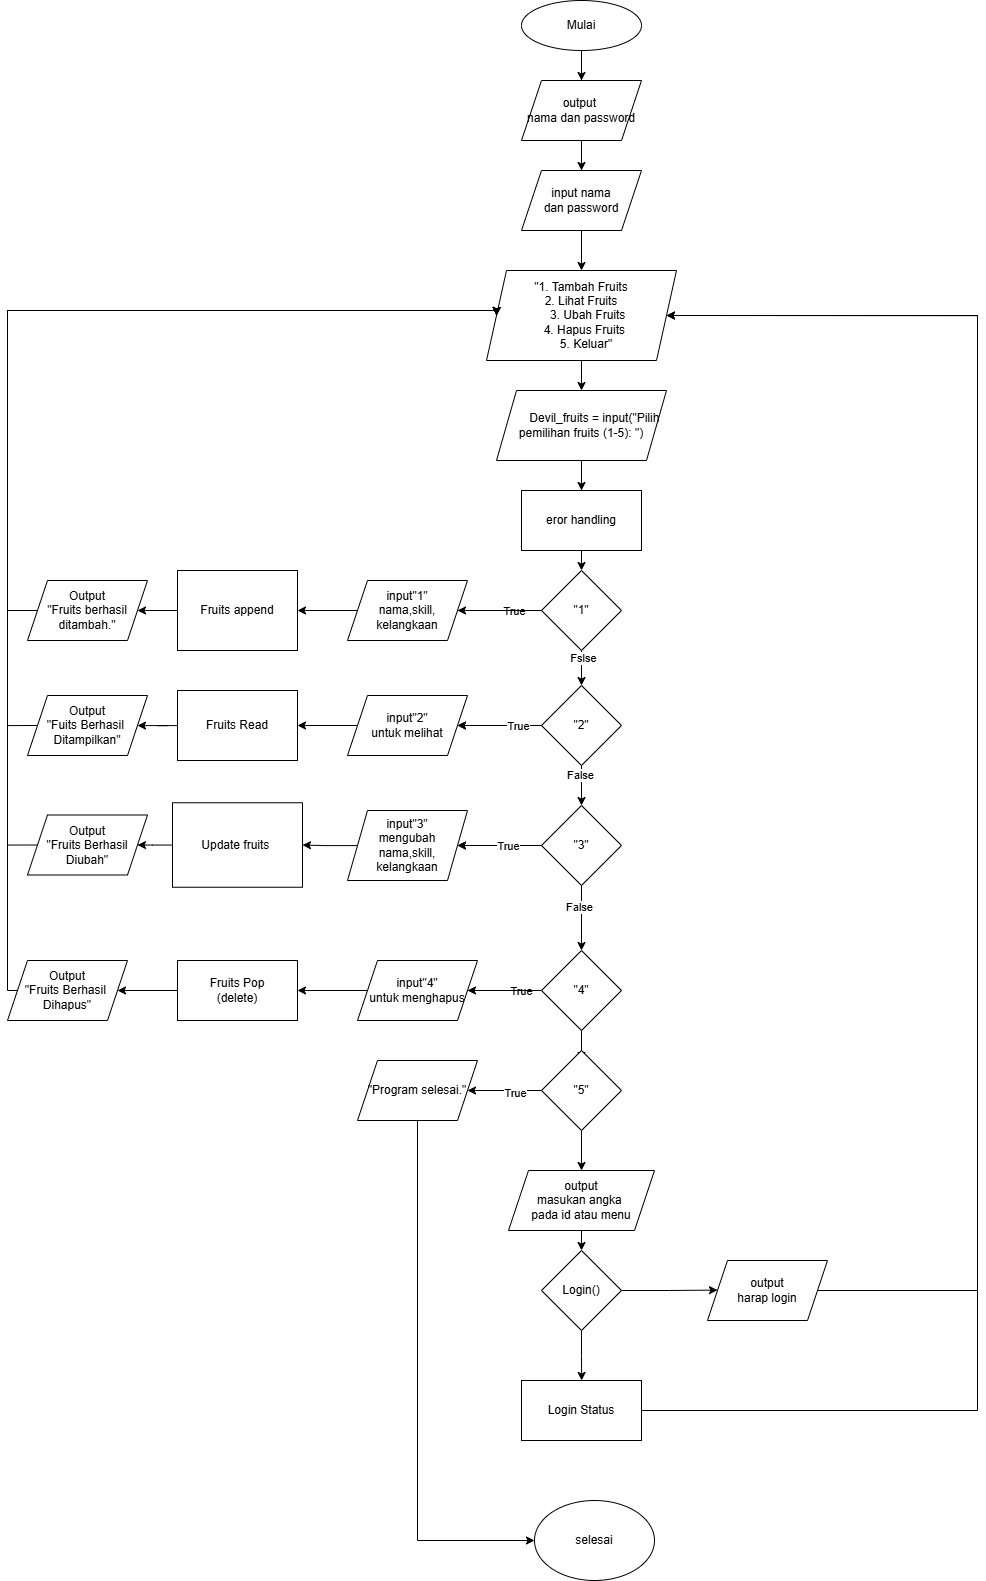 Mulai
output
nama dan password
input nama
dan password
"1. Tambah Fruits
2. Lihat Fruits
3. Ubah Fruits
4. Hapus Fruits
5. Keluar"
Devil_fruits = input("Pilih
pemilihan fruits (1-5): ")
eror handling
"1"
True
input"1"
nama,skill,
kelangkaan
Fruits append
Output
"Fruits berhasil
ditambah."
Fslse
"2"
True
input"2"
untuk melihat
Fruits Read
Output
"Fuits Berhasil
Ditampilkan"
False
"3"
True
input"3"
mengubah
nama,skill,
kelangkaan
Update fruits
Output
"Fruits Berhasil
Diubah"
False
"4"
True
input"4"
untuk menghapus
Fruits Pop
(delete)
Output
"Fruits Berhasil
Dihapus"
"5"
True
"Program selesai."
output
masukan angka
pada id atau menu
Login()
output
harap login
Login Status
selesai